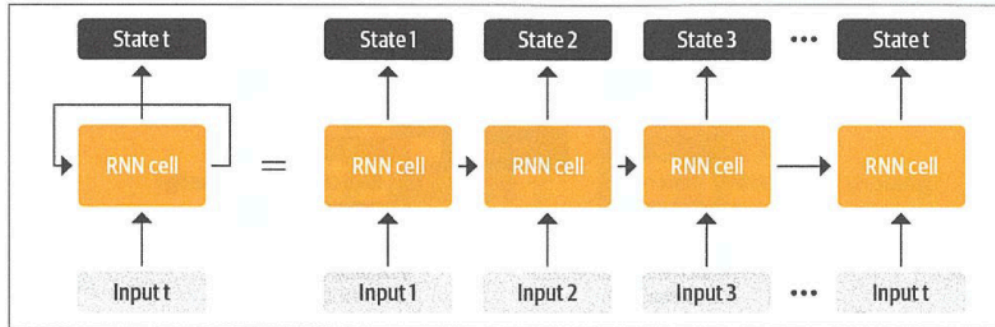 State t State 1 State 2 State 3 ••• State t
RNN cell = RNN cell RNN cell RNN cell RNN cell
Input t Input 1 Input 2 Input 3 ••• Input t